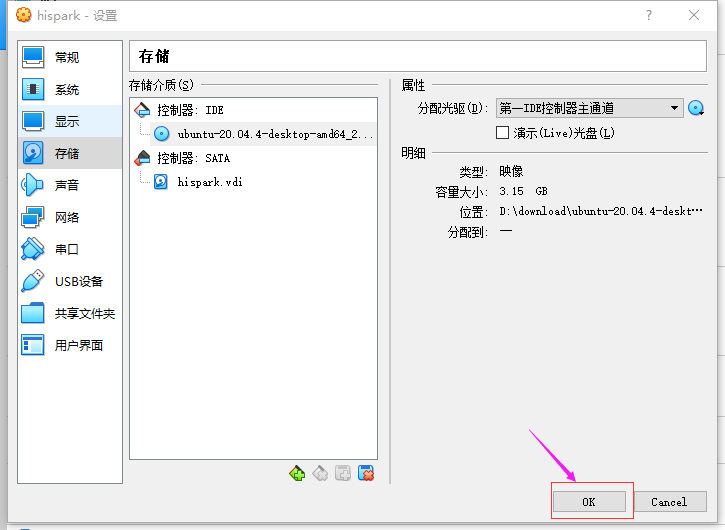 hispark - 设置
常规
系统
显示
存储
声音
网络
串口
USB设备
共享文件夹
用户界面
存储
存储介质(S)
控制器: IDE
ubuntu-20.04.4-desktop-amd64_2...
控制器: SATA
hispark.vdi
属性
分配光驱(D): 第一IDE控制器主通道
演示(Live)光盘(L)
明细
类型: 映像
容量大小: 3.15 GB
位置: D:\download\ubuntu-20.04.4-deskt···
分配到: —
OK Cancel